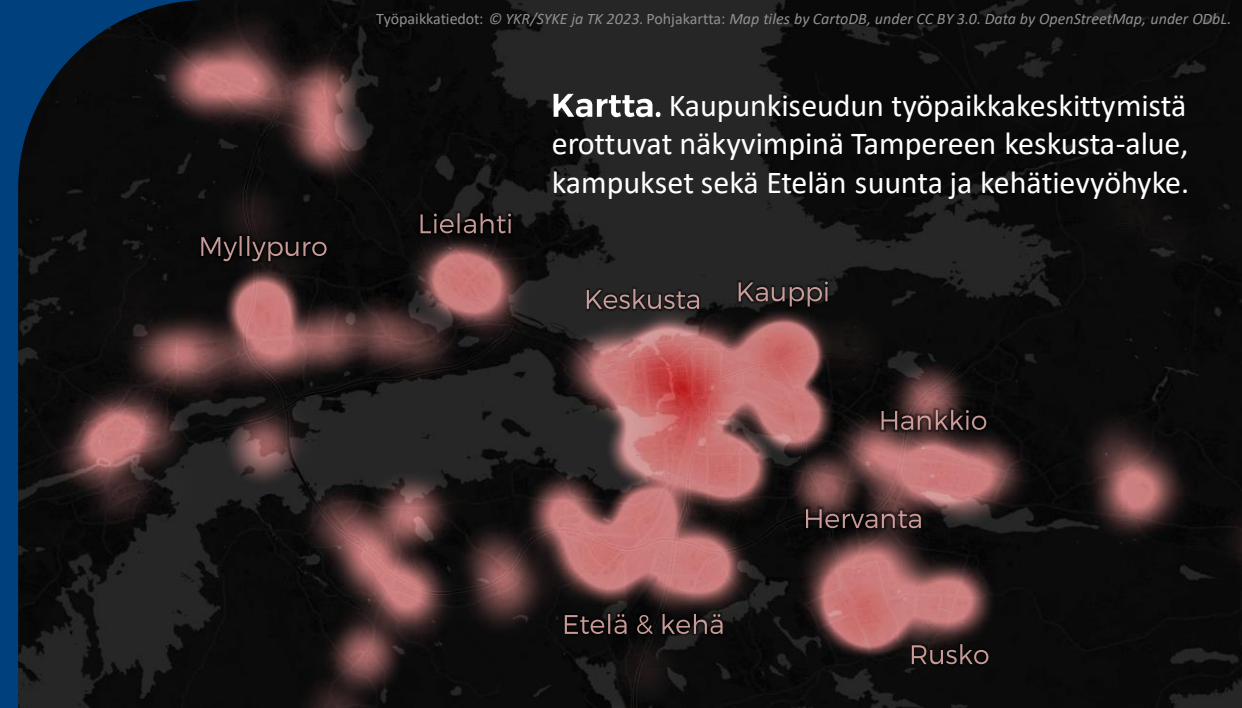 Työpaikkatiedot: © YKR/SYKE ja TK 2023. Pohjakartta: Map tiles by CartoDB, under CC BY 3.0. Data by OpenStreetMap, under ODbL.
Kartta. Kaupunkiseudun työpaikkakeskittymistä
erottuvat näkyvimpinä Tampereen keskusta-alue,
kampukset sekä Etelän suunta ja kehätievyöhyke.
Lielahti
Myllypuro
Kauppi
Keskusta
Hankkio
Hervanta
Etelä & kehä
Rusko